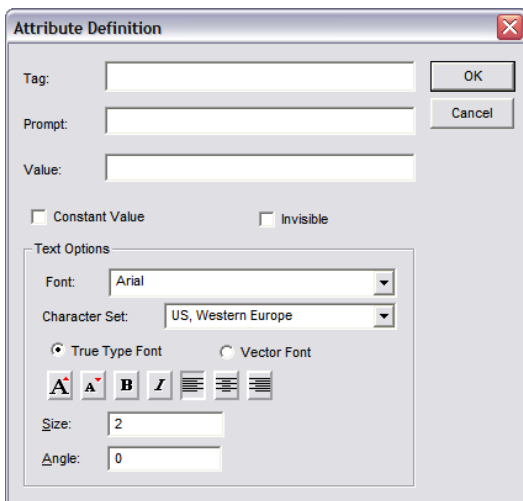 Attribute Definition
Tag:
OK
Prompt:
Cancel
Value:
Constant Value
Invisible
Text Options
Font:
Arial
Character Set:
US, Western Europe
True Type Font
Vector Font
A A B I
Size:
2
Angle:
0